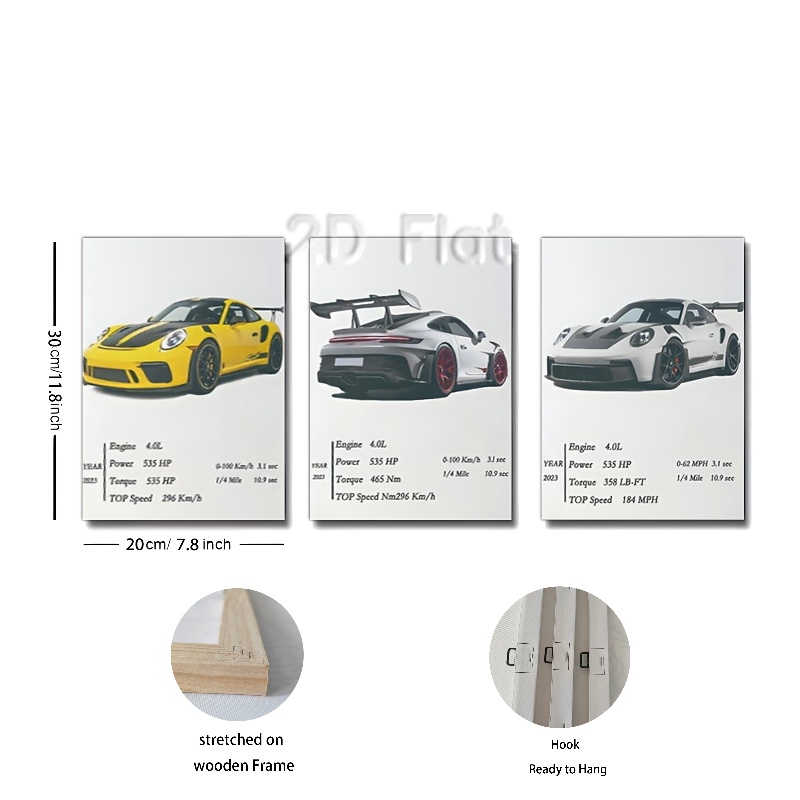 2D Flat
30cm/11.8inch
YEAR
2023
Engine 4.0L
Power 535 HP
Torque 535 HP
TOP Speed 296 Km/h
0-100 Km/h 3.1 sec
1/4 Mile 10.9 sec
YEAR
2023
Engine 4.0L
Power 535 HP
Torque 465 Nm
TOP Speed Nm296 Km/h
0-100 Km/h 3.1 sec
1/4 Mile 10.9 sec
YEAR
2023
Engine 4.0L
Power 535 HP
Torque 358 LB-FT
TOP Speed 184 MPH
0-62 MPH 3.1 sec
1/4 Mile 10.9 sec
20cm/ 7.8 inch
stretched on
wooden Frame
Hook
Ready to Hang